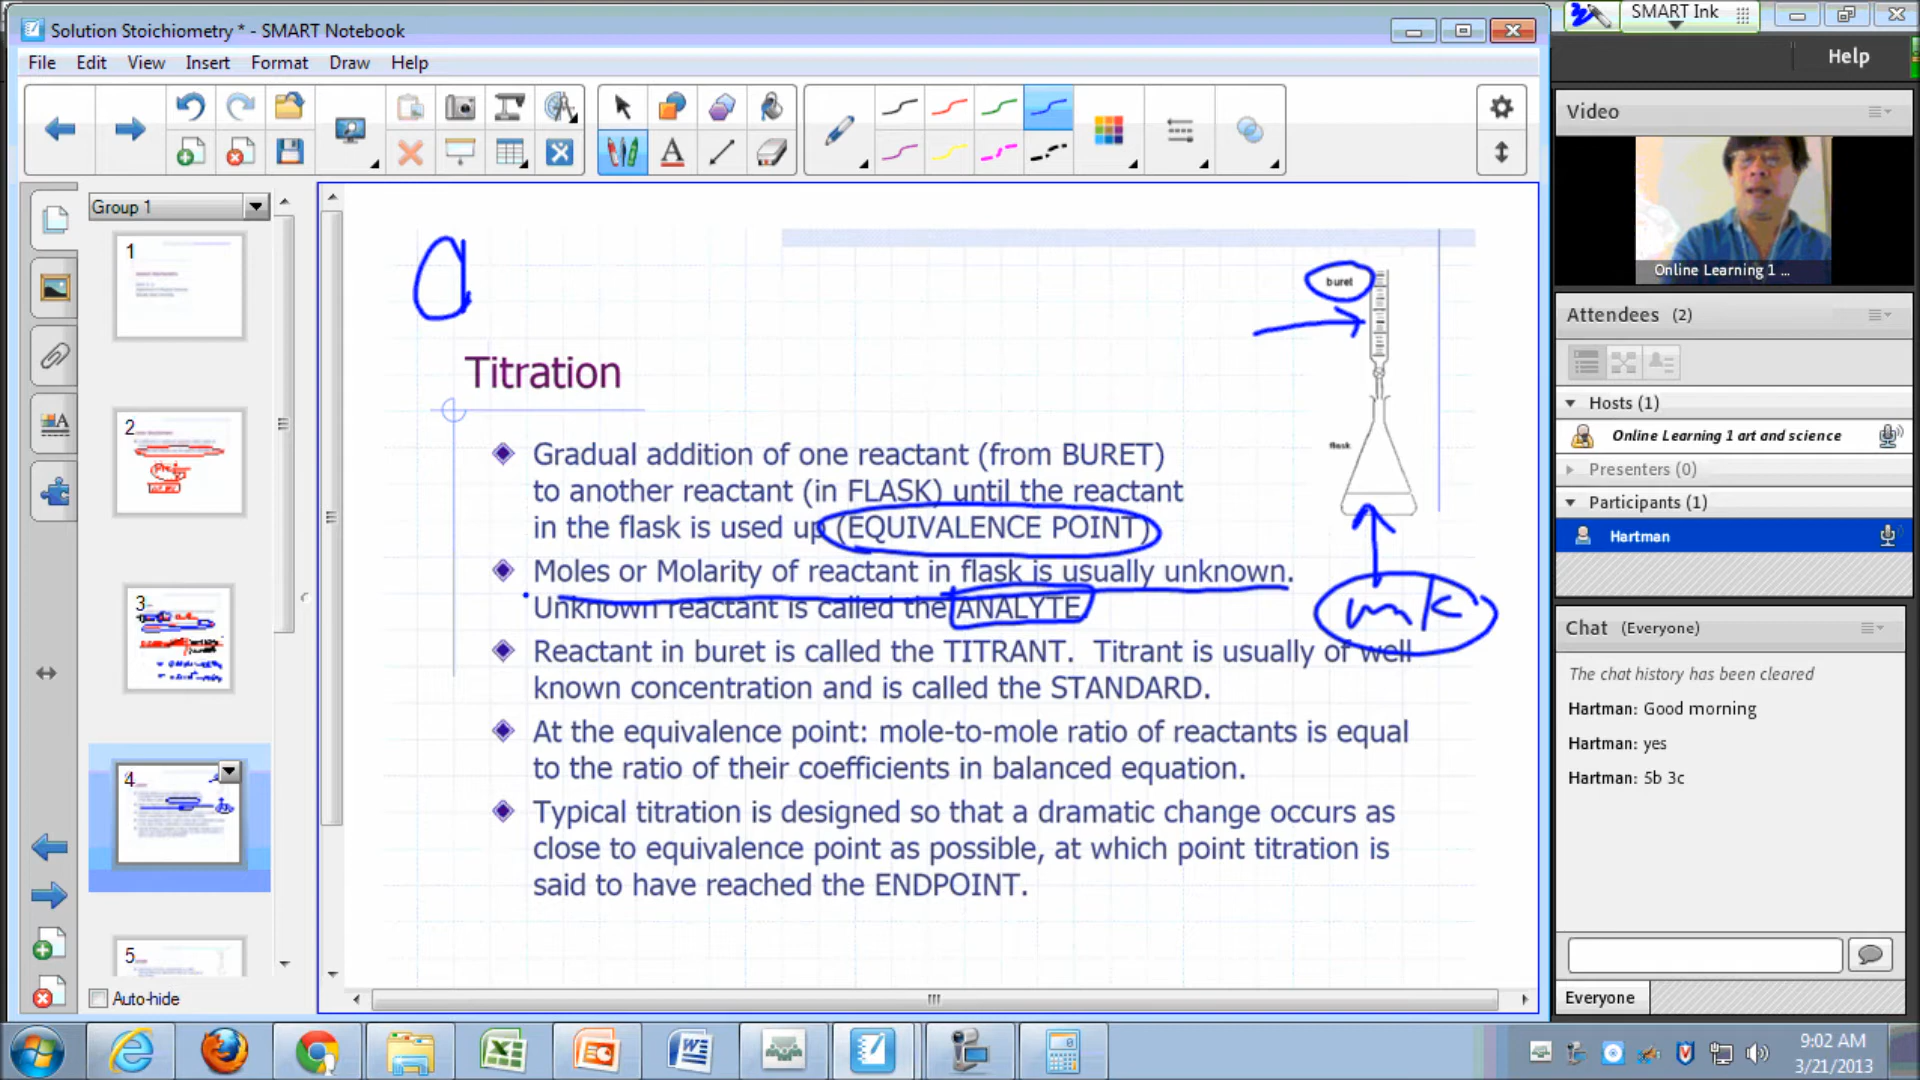 Solution Stoichiometry * - SMART Notebook
File Edit View Insert Format Draw Help
Group 1
1
2
3
4
5
Auto-hide
a
buret
flask
Titration
Gradual addition of one reactant (from BURET)
to another reactant (in FLASK) until the reactant
in the flask is used up (EQUIVALENCE POINT)
Moles or Molarity of reactant in flask is usually unknown.
Unknown reactant is called the ANALYTE
unk
Reactant in buret is called the TITRANT. Titrant is usually of well
known concentration and is called the STANDARD.
At the equivalence point: mole-to-mole ratio of reactants is equal
to the ratio of their coefficients in balanced equation.
Typical titration is designed so that a dramatic change occurs as
close to equivalence point as possible, at which point titration is
said to have reached the ENDPOINT.
SMART Ink
Help
Video
Online Learning 1 ...
Attendees (2)
Hosts (1)
Online Learning 1 art and science
Presenters (0)
Participants (1)
Hartman
Chat (Everyone)
The chat history has been cleared
Hartman: Good morning
Hartman: yes
Hartman: 5b 3c
Everyone
9:02 AM
3/21/2013